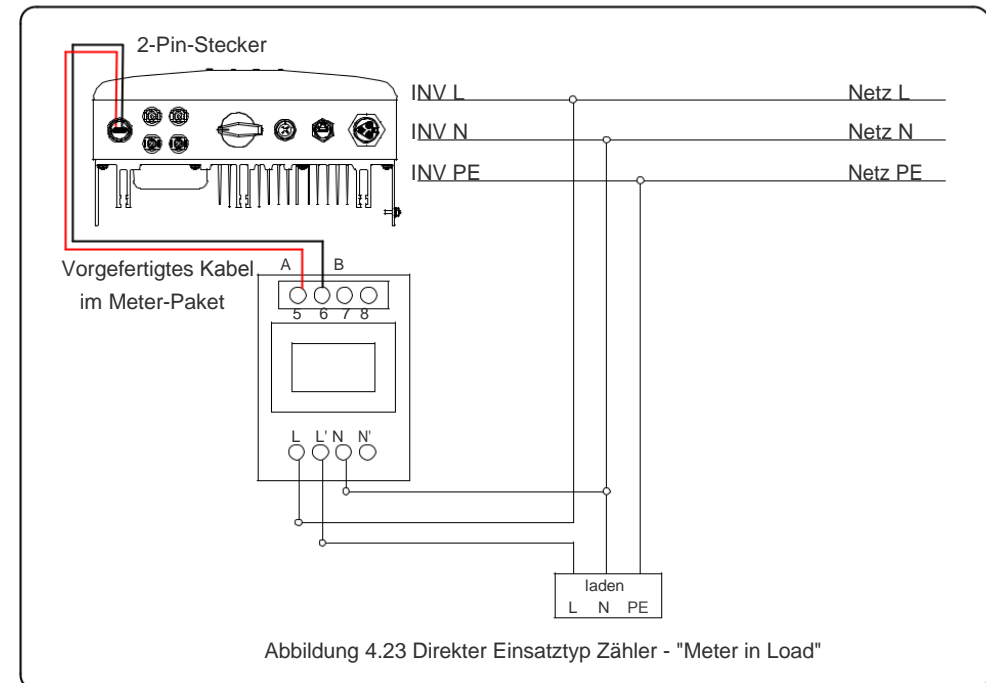 2-Pin-Stecker
INV L Netz L
INV N Netz N
INV PE Netz PE
Vorgefertigtes Kabel
im Meter-Paket
A B
5 6 7 8
L L' N N'
laden
L N PE
Abbildung 4.23 Direkter Einsatztyp Zähler - "Meter in Load"